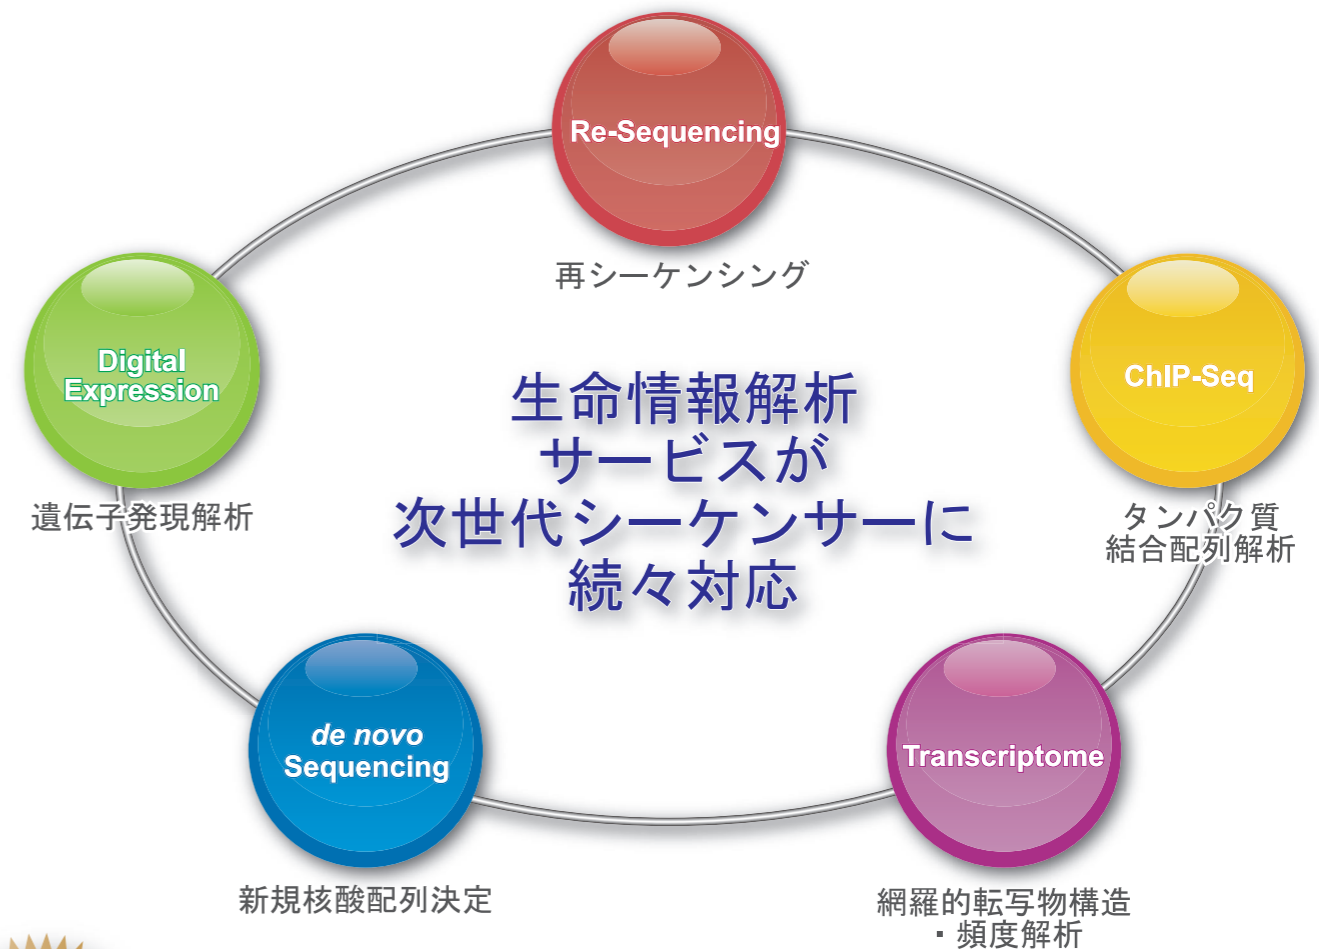 Re-Sequencing
再シーケンシング
Digital
Expression
遺伝子発現解析
ChIP-Seq
タンパク質
結合配列解析
生命情報解析
サービスが
次世代シーケンサーに
続々対応
de novo
Sequencing
新規核酸配列決定
Transcriptome
網羅的転写物構造
・頻度解析